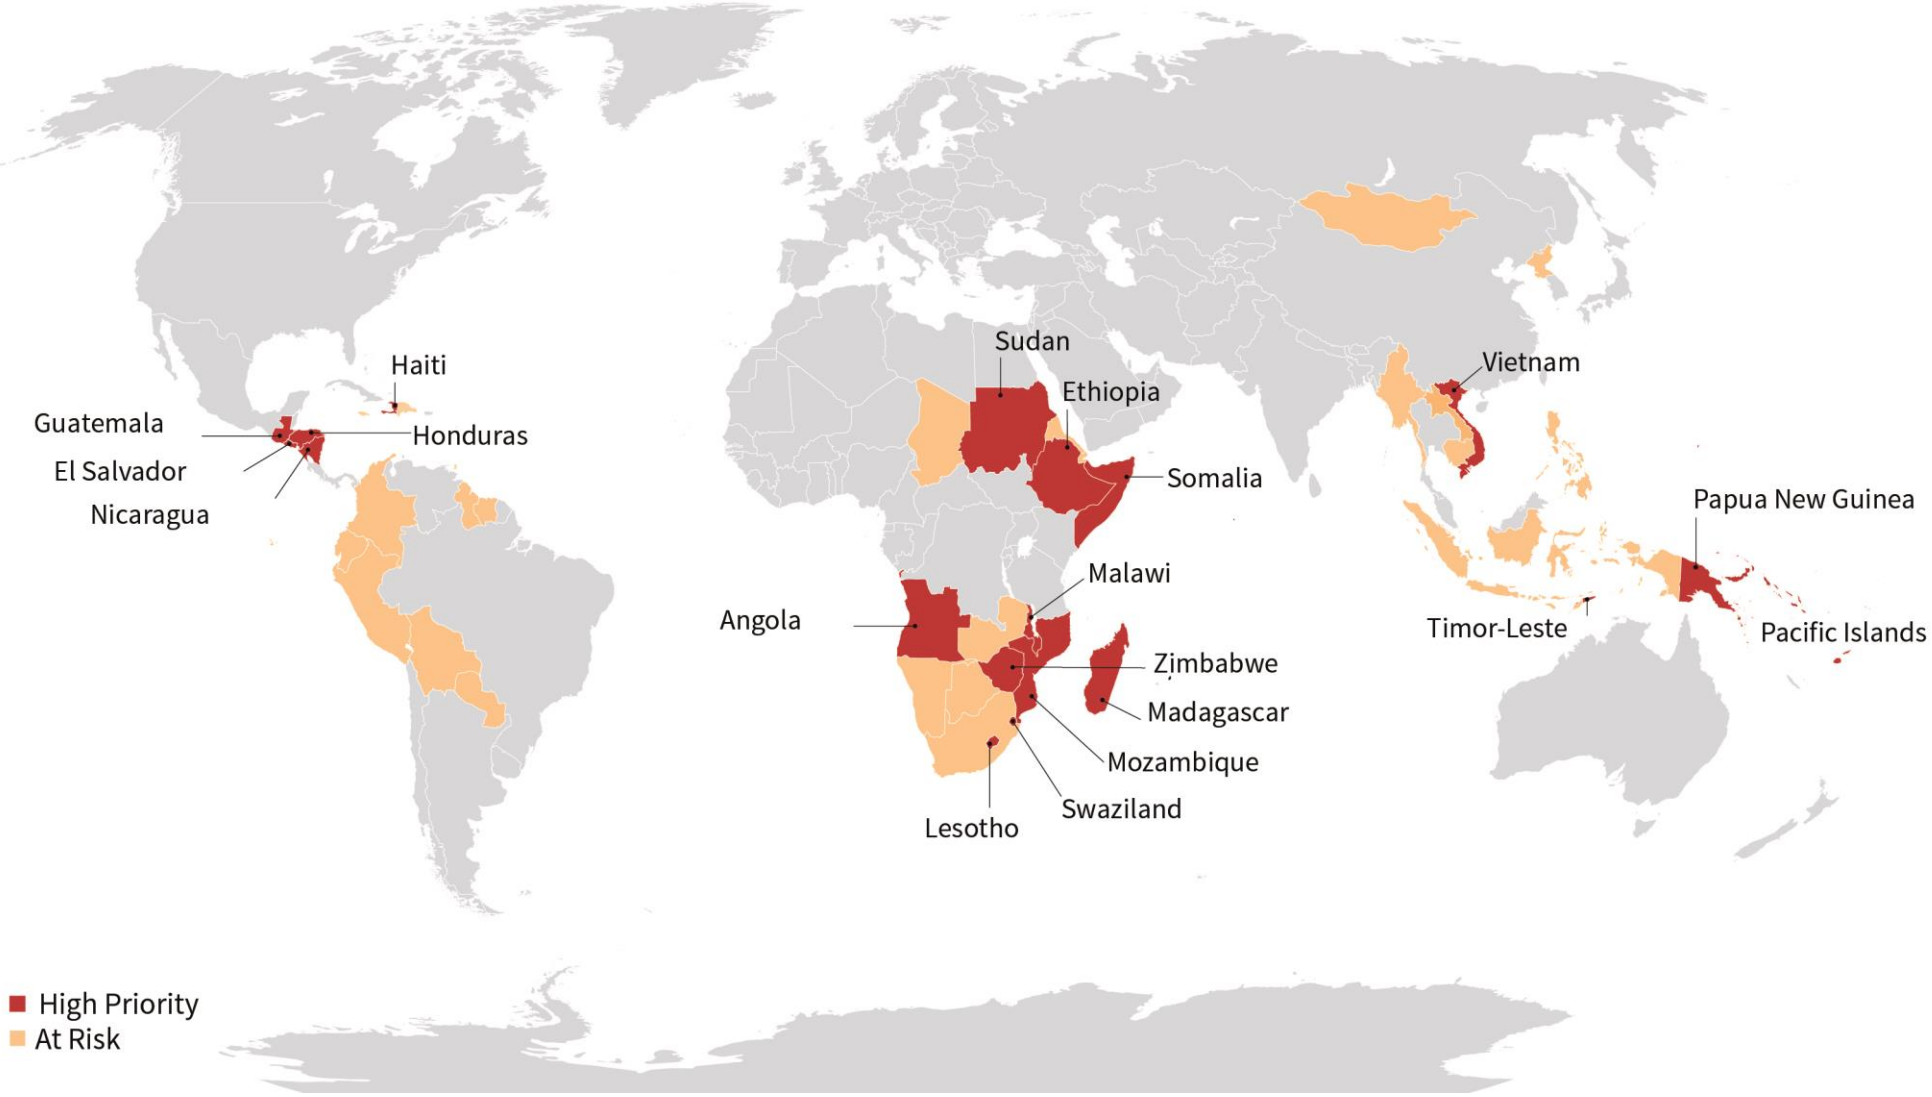 Sudan
Haiti
Vietnam
Ethiopia
Guatemala
Honduras
El Salvador
Somalia
Nicaragua
Papua New Guinea
Malawi
Angola
Timor-Leste
Pacific Islands
Zimbabwe
Madagascar
Mozambique
Swaziland
Lesotho
High Priority
At Risk